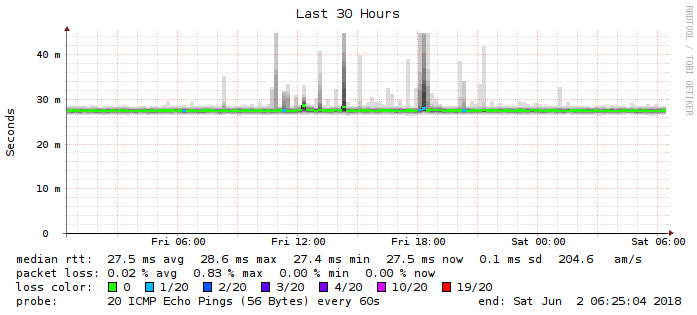 Last 30 Hours
RRDTOOL / TOBI OETIKER
Seconds
40 m
30 m
20 m
10 m
0
Fri 06:00 Fri 12:00 Fri 18:00 Sat 00:00 Sat 06:00
median rtt: 27.5 ms avg 28.6 ms max 27.4 ms min 27.5 ms now 0.1 ms sd 204.6 am/s
packet loss: 0.02 % avg 0.83 % max 0.00 % min 0.00 % now
loss color: 0 1/20 2/20 3/20 4/20 10/20 19/20
probe: 20 ICMP Echo Pings (56 Bytes) every 60s end: Sat Jun 2 06:25:04 2018